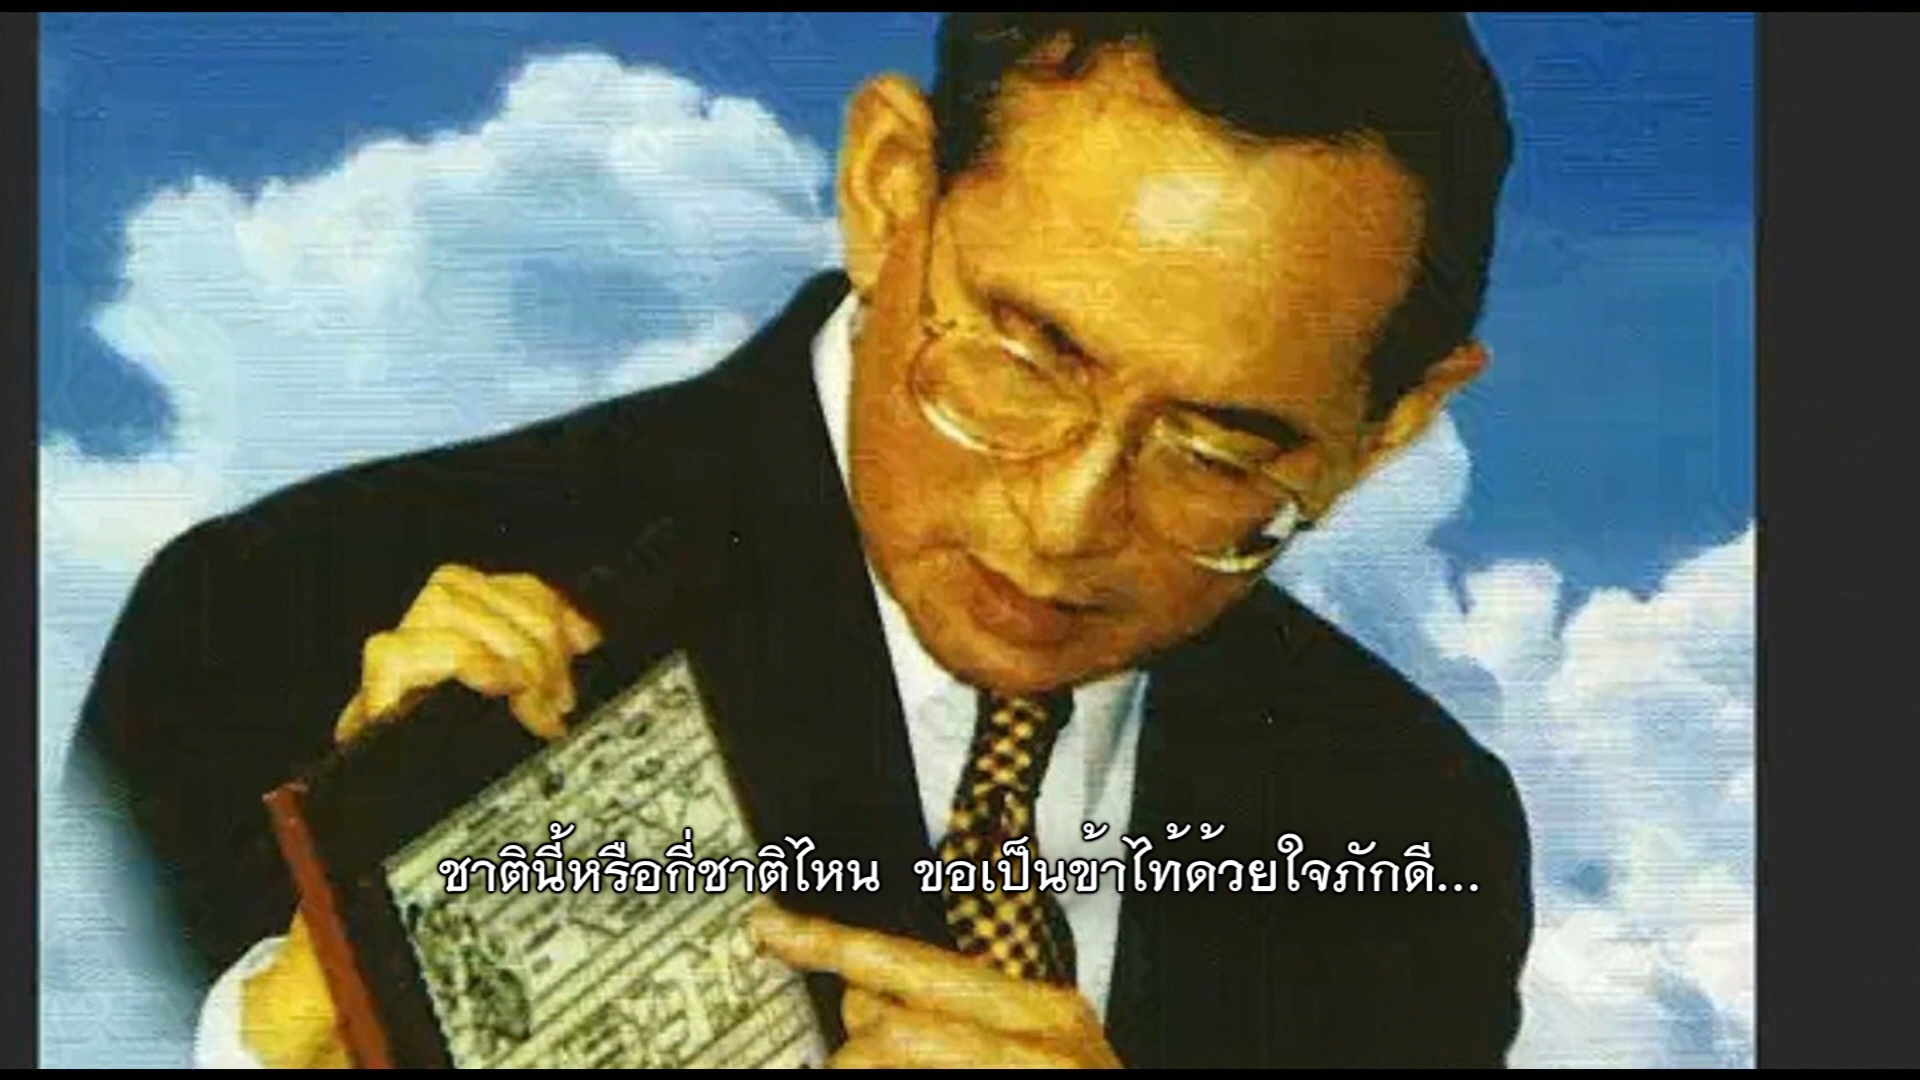 ชาตินี้หรือกี่ชาติไหน ขอเป็นข้าไท้ด้วยใจภักดี...